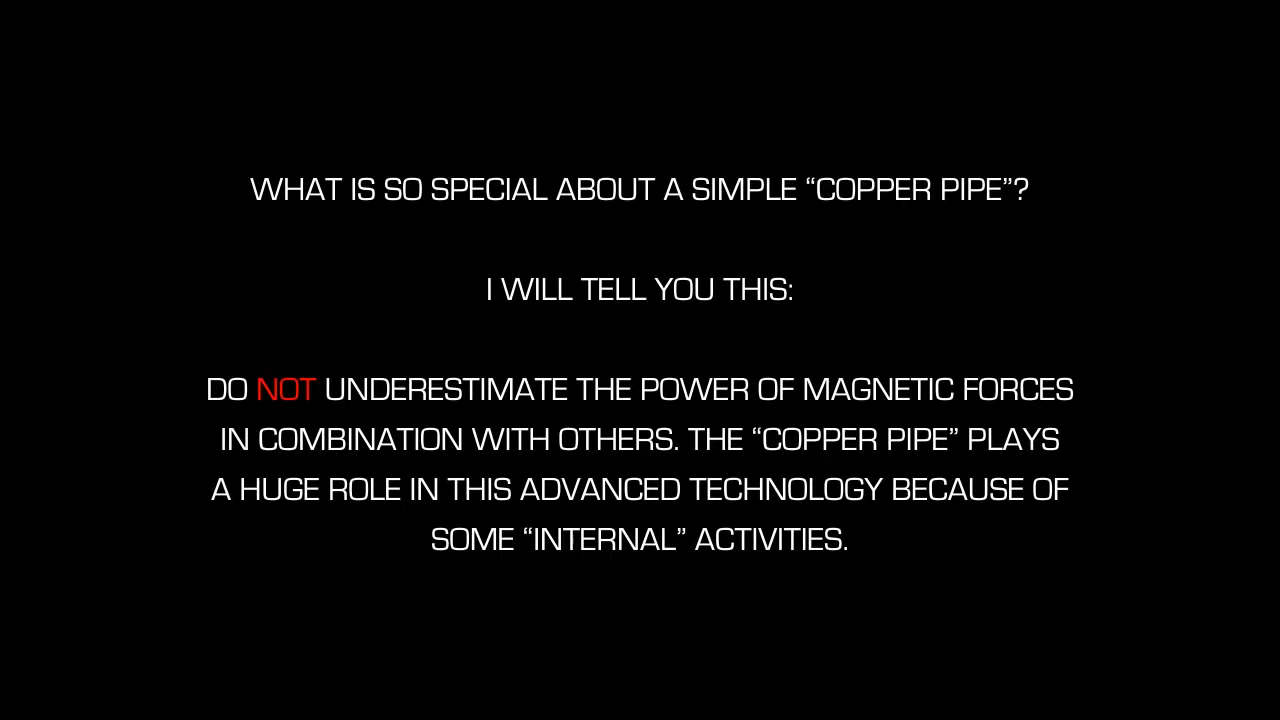 WHAT IS SO SPECIAL ABOUT A SIMPLE “COPPER PIPE”?
I WILL TELL YOU THIS:
DO NOT UNDERESTIMATE THE POWER OF MAGNETIC FORCES
IN COMBINATION WITH OTHERS. THE “COPPER PIPE” PLAYS
A HUGE ROLE IN THIS ADVANCED TECHNOLOGY BECAUSE OF
SOME “INTERNAL” ACTIVITIES.